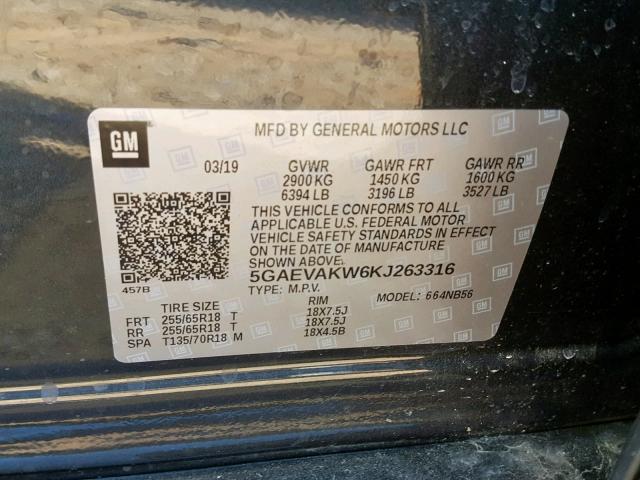 GM
MFD BY GENERAL MOTORS LLC
03/19 GVWR GAWR FRT GAWR RR
2900 KG 1450 KG 1600 KG
6394 LB 3196 LB 3527 LB
THIS VEHICLE CONFORMS TO ALL
APPLICABLE U.S. FEDERAL MOTOR
VEHICLE SAFETY STANDARDS IN EFFECT
ON THE DATE OF MANUFACTURE
SHOWN ABOVE.
457B
5GAEVAKW6KJ263316
TYPE: M.P.V. MODEL: 664NB56
TIRE SIZE RIM
FRT 255/65R18 T 18X7.5J
RR 255/65R18 T 18X7.5J
SPA T135/70R18 M 18X4.5B